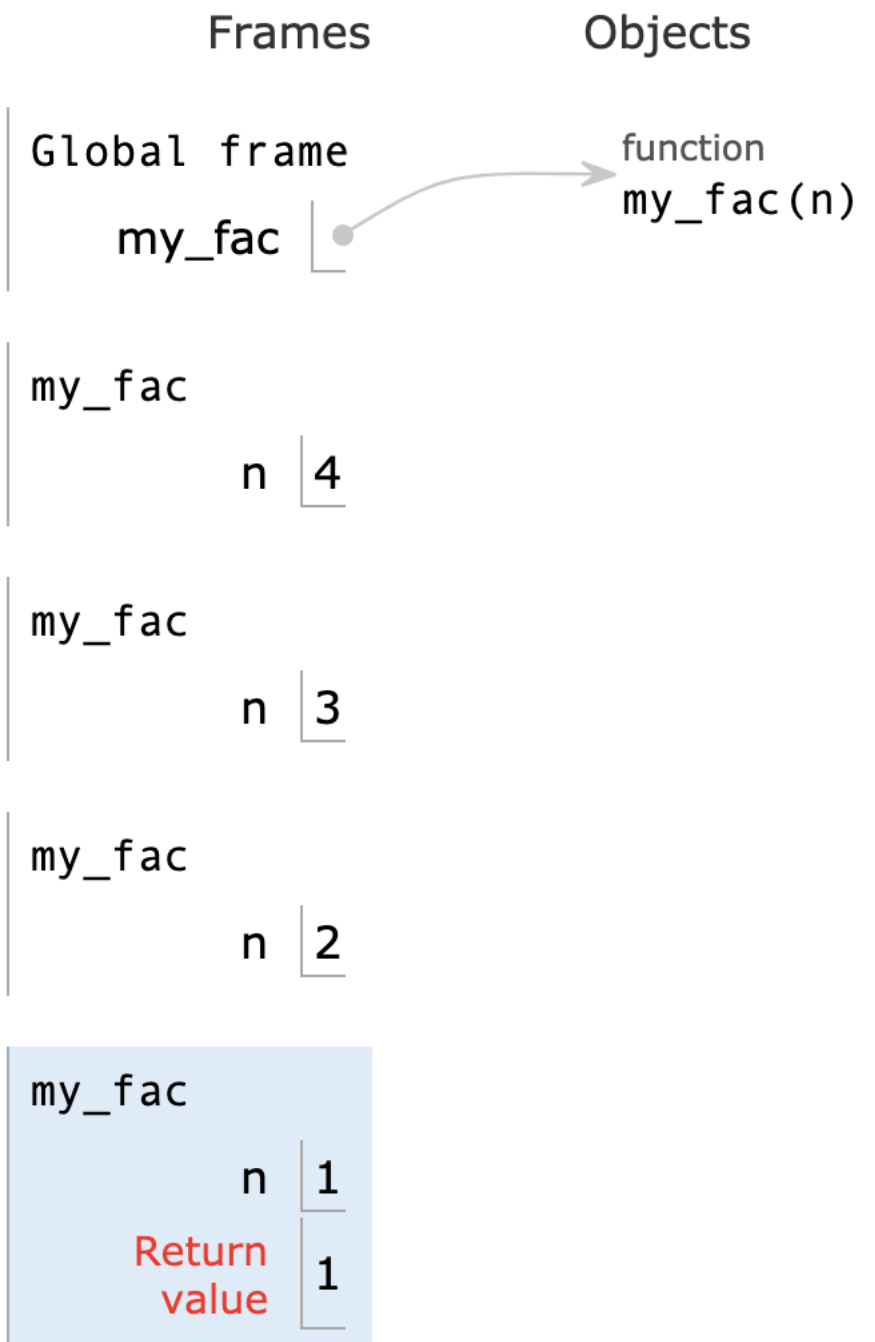 Frames Objects
Global frame
function
my_fac(n)
my_fac
my_fac
n 4
my_fac
n 3
my_fac
n 2
my_fac
n 1
Return
value 1